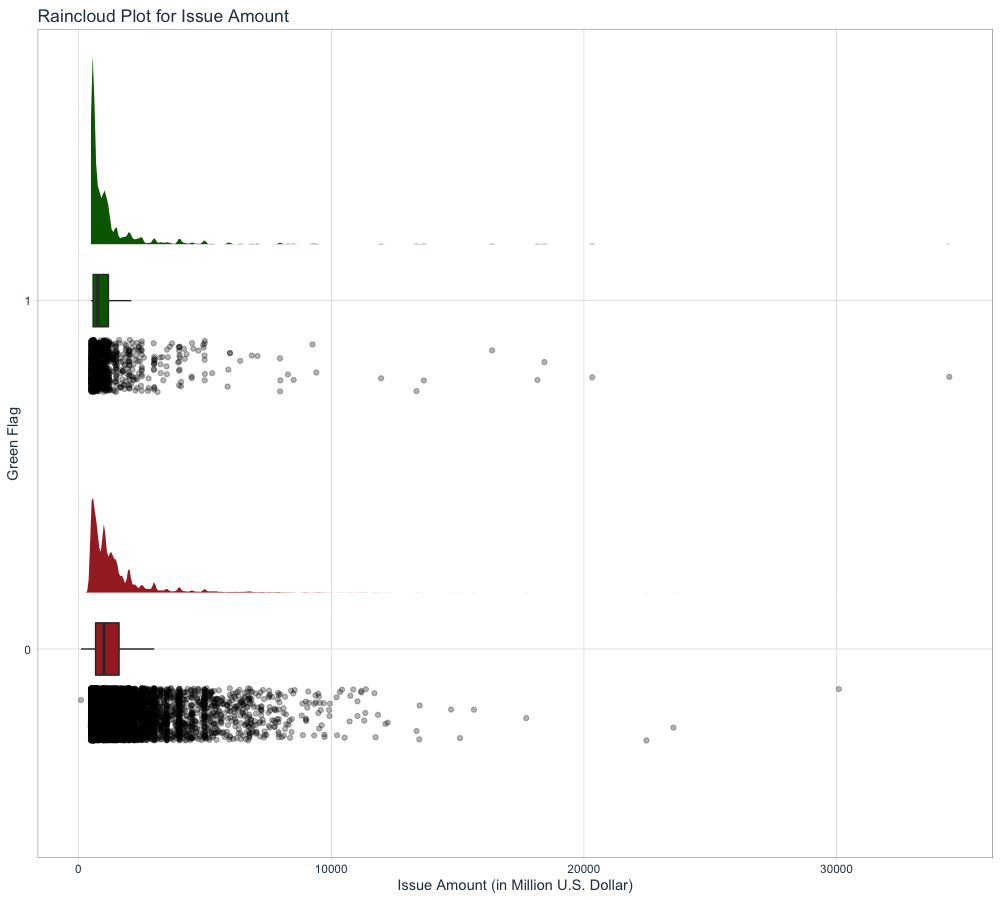 Raincloud Plot for Issue Amount
Green Flag
1
0
0
10000
20000
30000
Issue Amount (in Million U.S. Dollar)